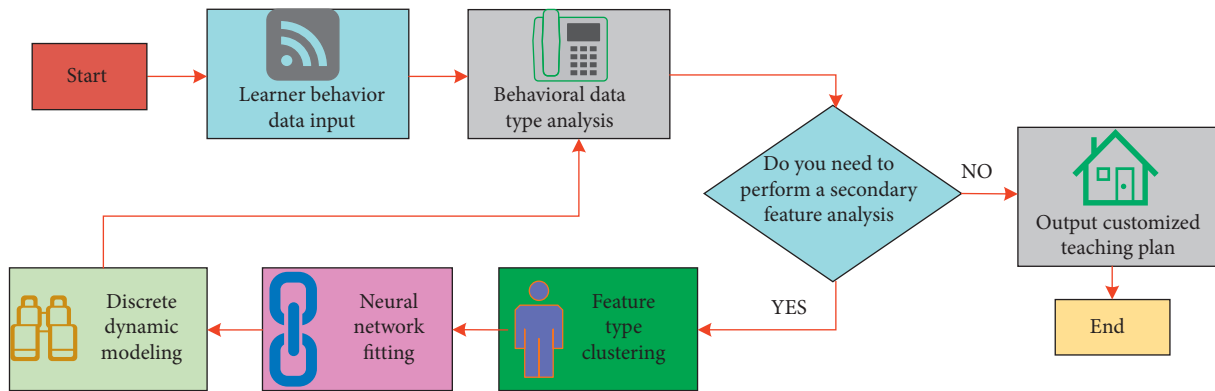 Start
Learner behavior
data input
Behavioral data
type analysis
Do you need to
perform a secondary
feature analysis
NO
Output customized
teaching plan
End
YES
Feature
type
clustering
Neural
network
fitting
Discrete
dynamic
modeling